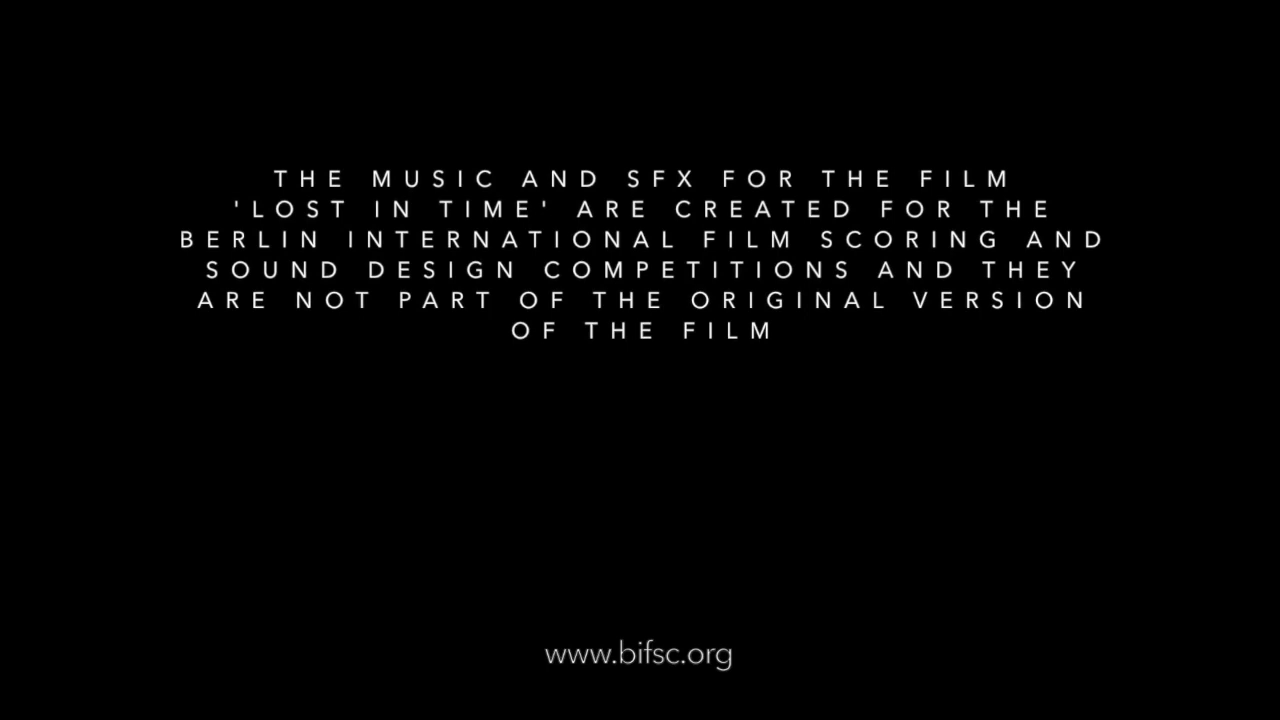 THE MUSIC AND SFX FOR THE FILM
'LOST IN TIME' ARE CREATED FOR THE
BERLIN INTERNATIONAL FILM SCORING AND
SOUND DESIGN COMPETITIONS AND THEY
ARE NOT PART OF THE ORIGINAL VERSION
OF THE FILM
www.bifsc.org